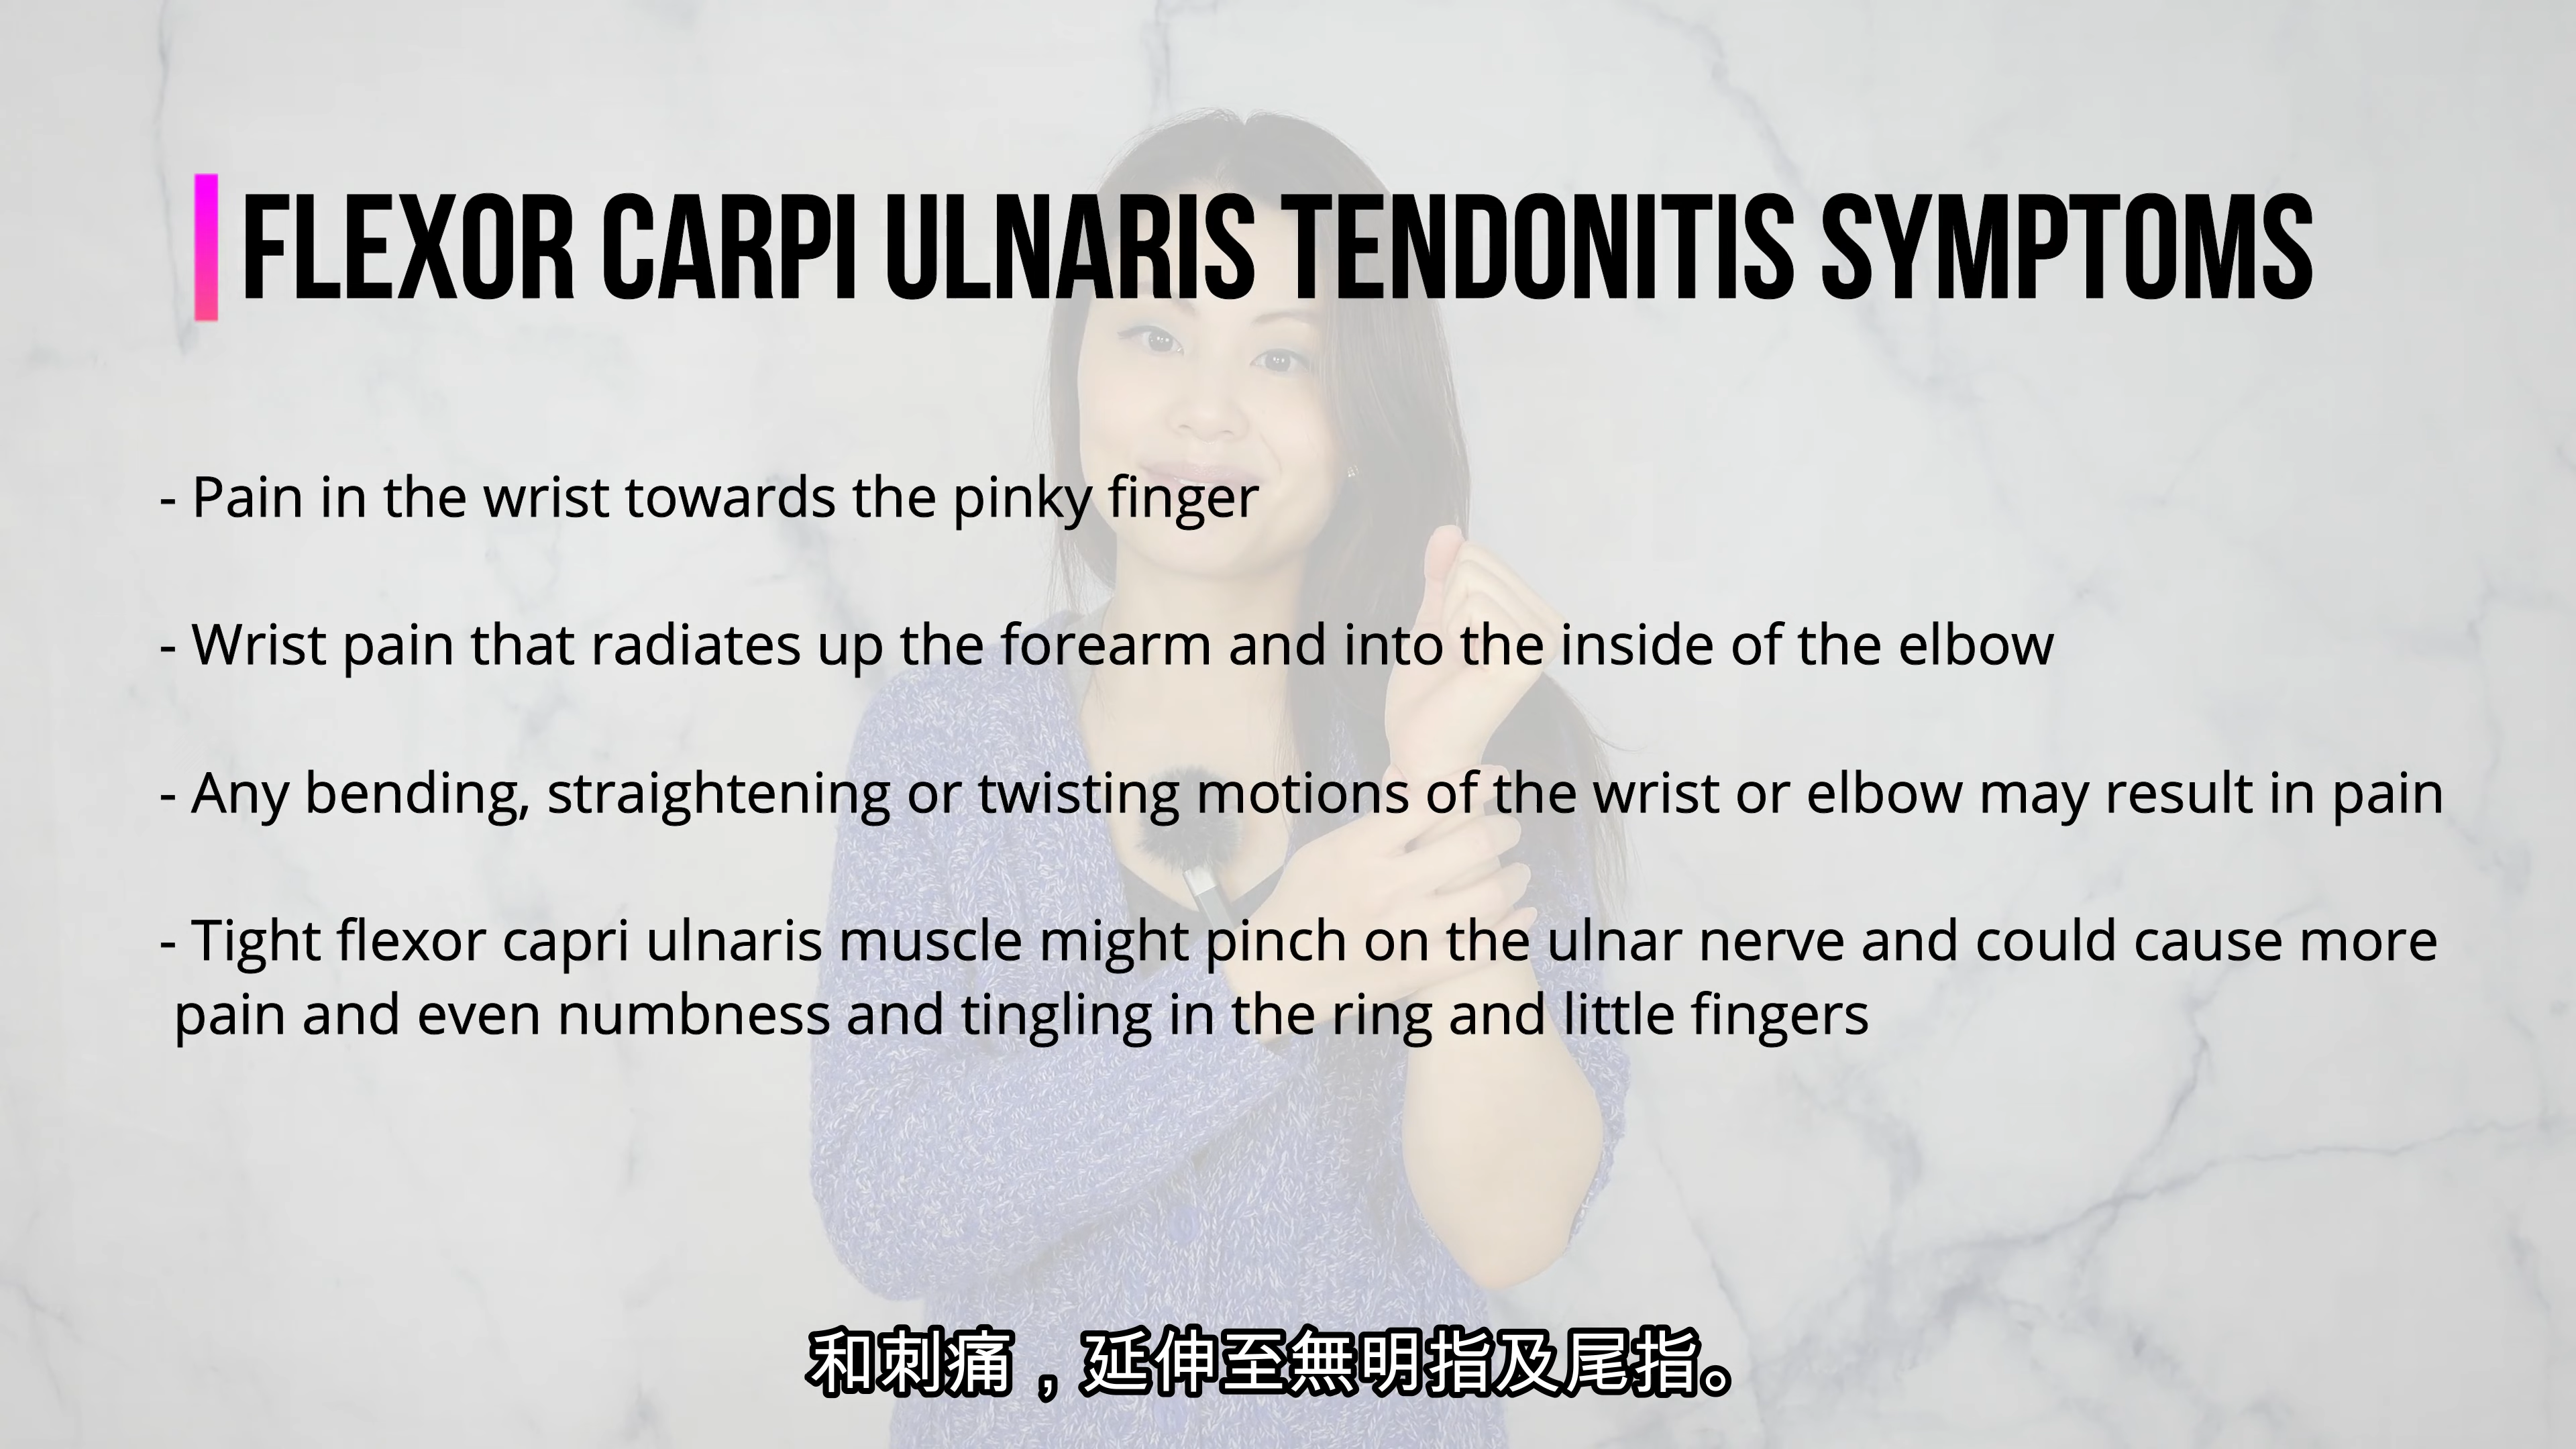 FLEXOR CARPI ULNARIS TENDONITIS SYMPTOMS
- Pain in the wrist towards the pinky finger
- Wrist pain that radiates up the forearm and into the inside of the elbow
- Any bending, straightening or twisting motions of the wrist or elbow may result in pain
- Tight flexor capri ulnaris muscle might pinch on the ulnar nerve and could cause more
pain and even numbness and tingling in the ring and little fingers
和刺痛，延伸至無明指及尾指。